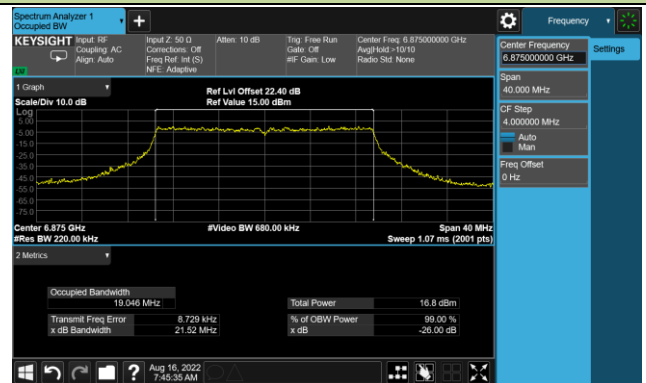 Spectrum Analyzer 1
Occupied BW
Frequency
KEYSIGHT
Input: RF
Coupling: AC
Align: Auto
Input Z: 50 Ω
Corrections: Off
Freq Ref: Int (S)
NFE: Adaptive
Atten: 10 dB
Trig: Free Run
Gate: Off
#IF Gain: Low
Center Freq: 6.875000000 GHz
Avg|Hold:>10/10
Radio Std: None
LW
Center Frequency
6.875000000 GHz
Settings
Span
40.000 MHz
CF Step
4.000000 MHz
Auto
Man
Freq Offset
0 Hz
1 Graph
Scale/Div 10.0 dB
Ref Lvl Offset 22.40 dB
Ref Value 15.00 dBm
Log
5.00
-5.00
-15.0
-25.0
-35.0
-45.0
-55.0
-65.0
-75.0
Center 6.875 GHz
#Res BW 220.00 kHz
#Video BW 680.00 kHz
Span 40 MHz
Sweep 1.07 ms (2001 pts)
2 Metrics
Occupied Bandwidth
19.046 MHz
Total Power 16.8 dBm
Transmit Freq Error 8.729 kHz
% of OBW Power 99.00 %
x dB Bandwidth 21.52 MHz
x dB -26.00 dB
?
Aug 16, 2022
7:45:35 AM